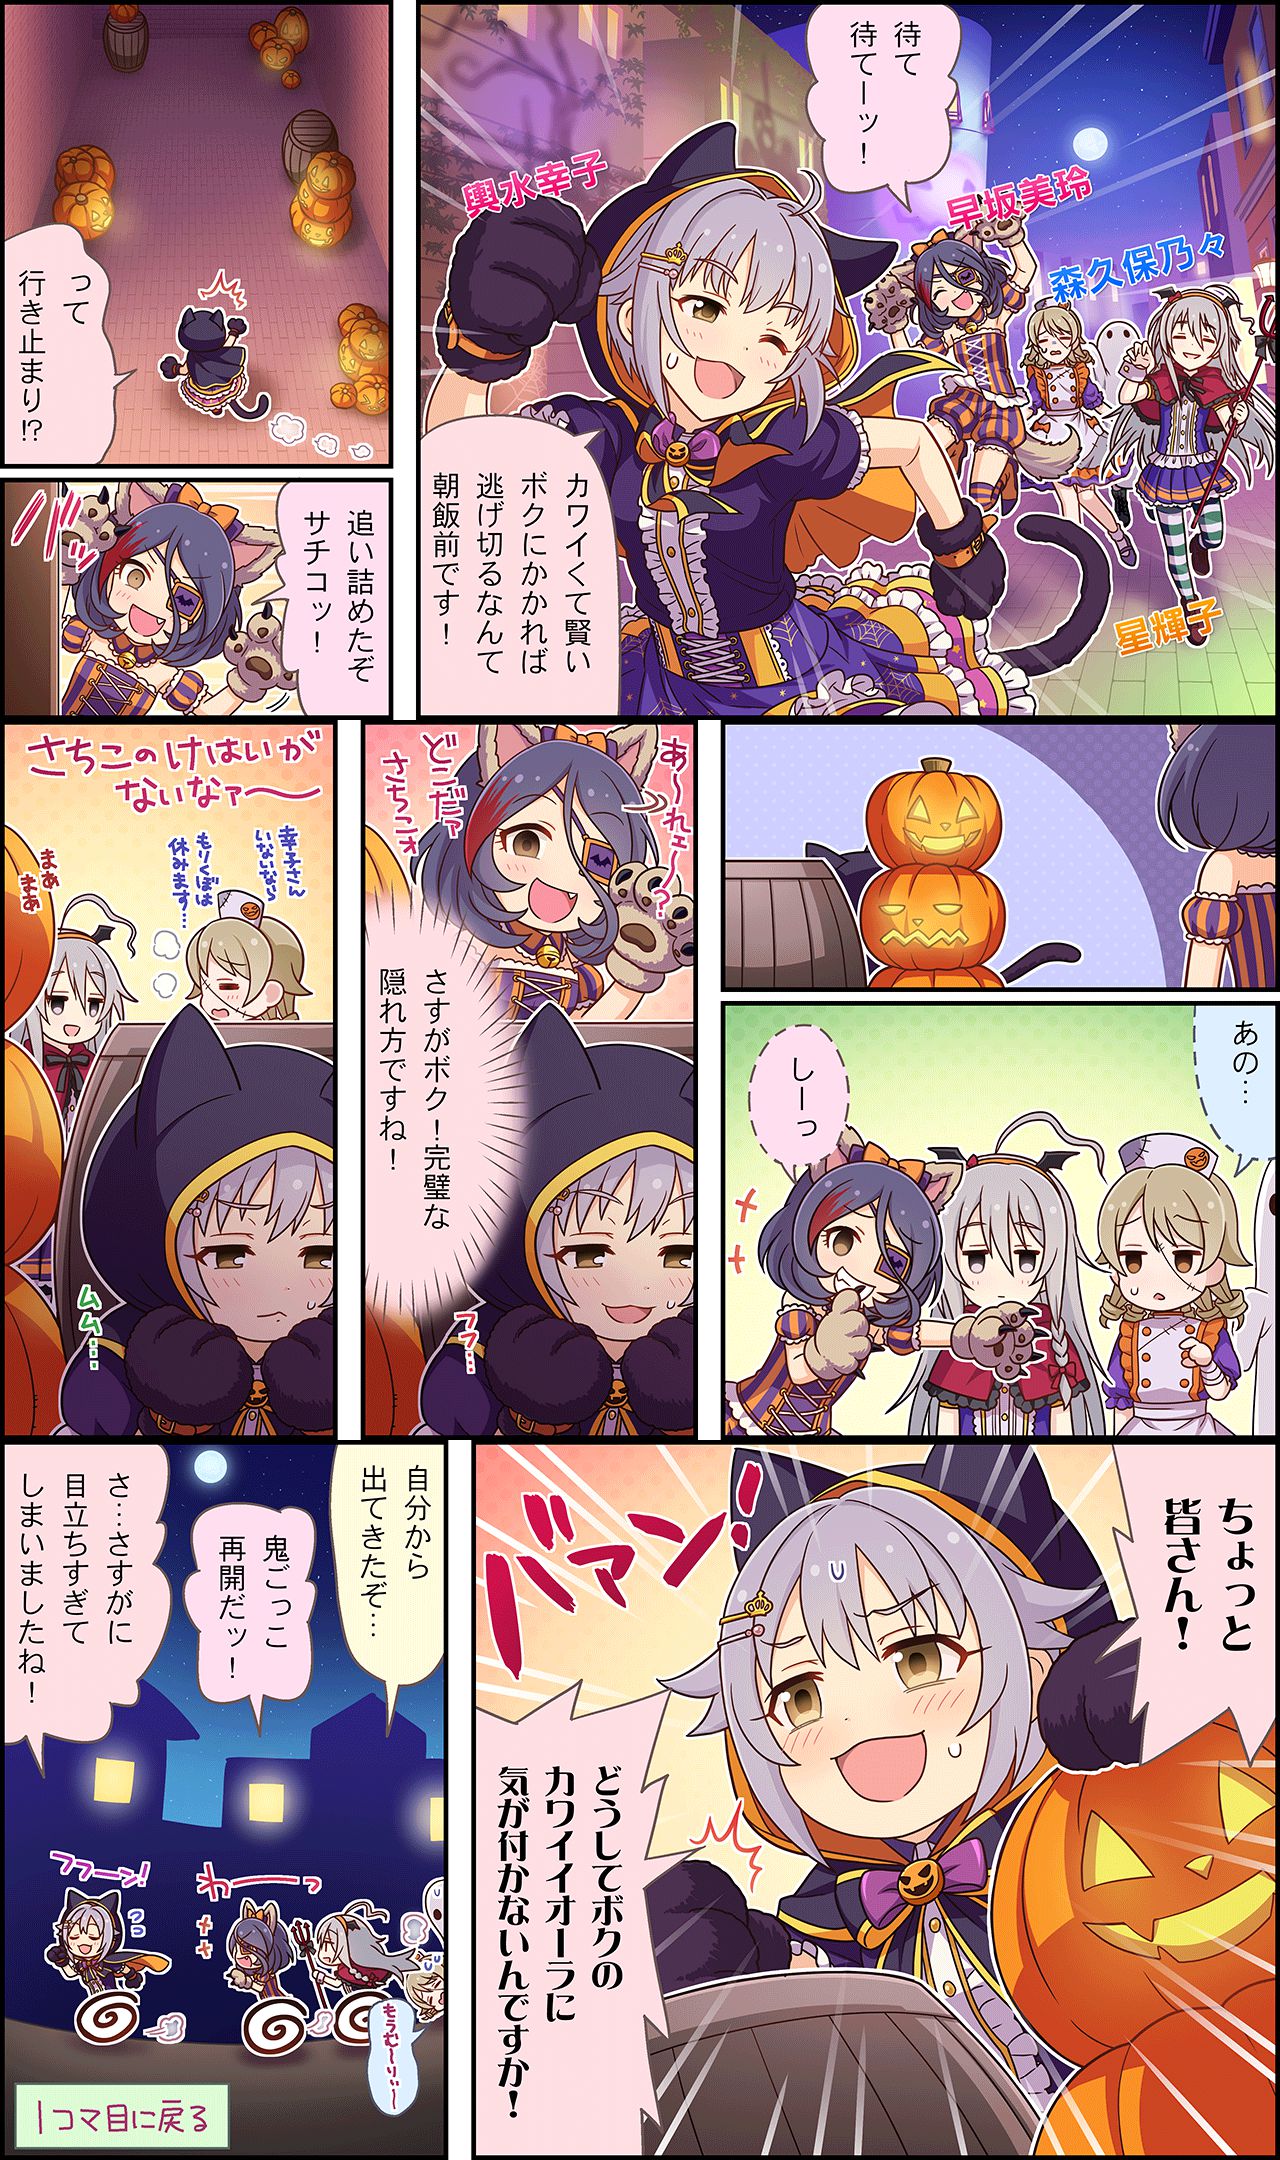 待て
待てーッ！
輿水幸子
早坂美玲
森久保乃々
星輝子
カワイくて賢い
ボクにかかれば
逃げ切るなんて
朝飯前です！
って
行き止まり!?
バッ
追い詰めたぞ
サチコッ！
あの…
しーっ
あ〜れェ〜？
どこだァ
さちこォ
さすがボク！完璧な
隠れ方ですね！
フフ…
さちこのけはいが
ないなァ〜
幸子さん
いないなら
もりくぼは
休みます…
まぁ
まぁ
ムム…
ちょっと
皆さん！
バァン！
どうしてボクの
カワイイオーラに
気が付かないんですか！
自分から
出てきたぞ…
鬼ごっこ
再開だッ！
さ…さすがに
目立ちすぎて
しまいましたね！
フフーン！
わーーっ
もうむ〜りぃ〜
1コマ目に戻る